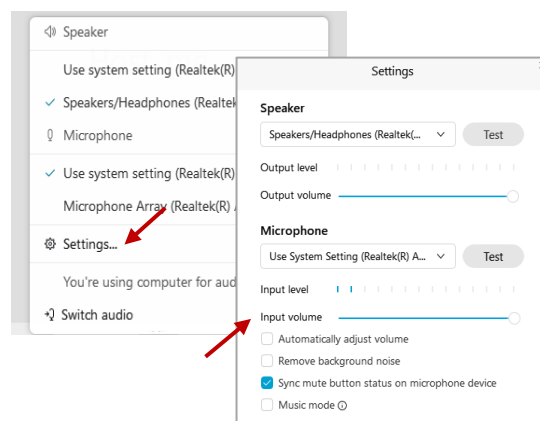 Speaker
Use system setting (Realtek(R)
Speakers/Headphones (Realtek
Microphone
Use system setting (Realtek(R)
Microphone Array (Realtek(R)
Settings...
You're using computer for aud
Switch audio
Settings
Speaker
Speakers/Headphones (Realtek(...
Test
Output level
Output volume
Microphone
Use System Setting (Realtek(R) A...
Test
Input level
Input volume
Automatically adjust volume
Remove background noise
Sync mute button status on microphone device
Music mode